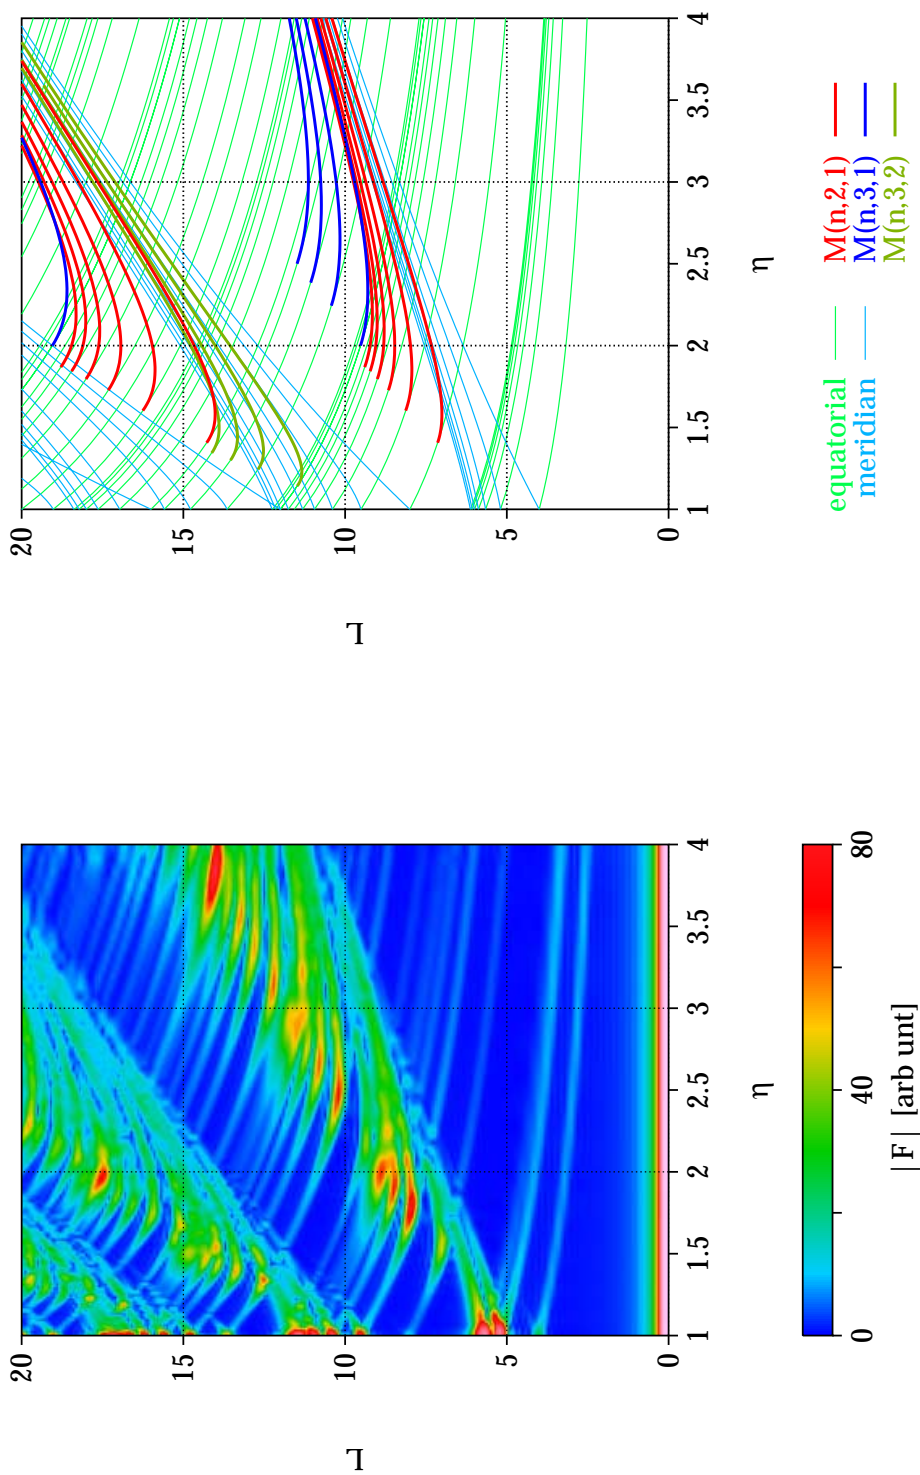 L
20
15
10
5
0
1
1.5
2
2.5
3
3.5
4
η
0
40
80
|F| [arb unt]
L
20
15
10
5
0
1
1.5
2
2.5
3
3.5
4
η
equatorial
meridian
M(n,2,1)
M(n,3,1)
M(n,3,2)